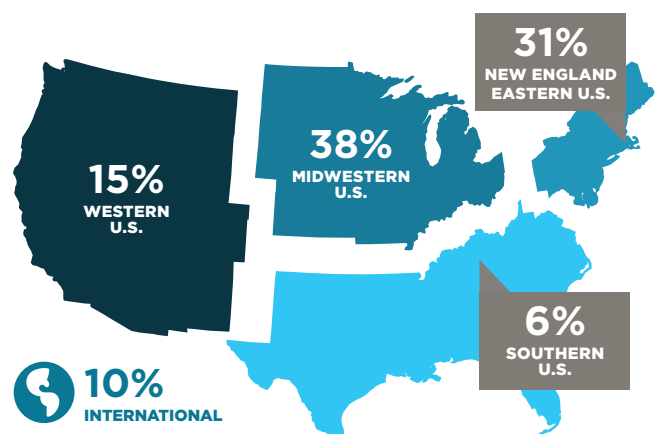 31%
NEW ENGLAND
EASTERN U.S.
38%
MIDWESTERN
U.S.
15%
WESTERN
U.S.
6%
SOUTHERN
U.S.
10%
INTERNATIONAL